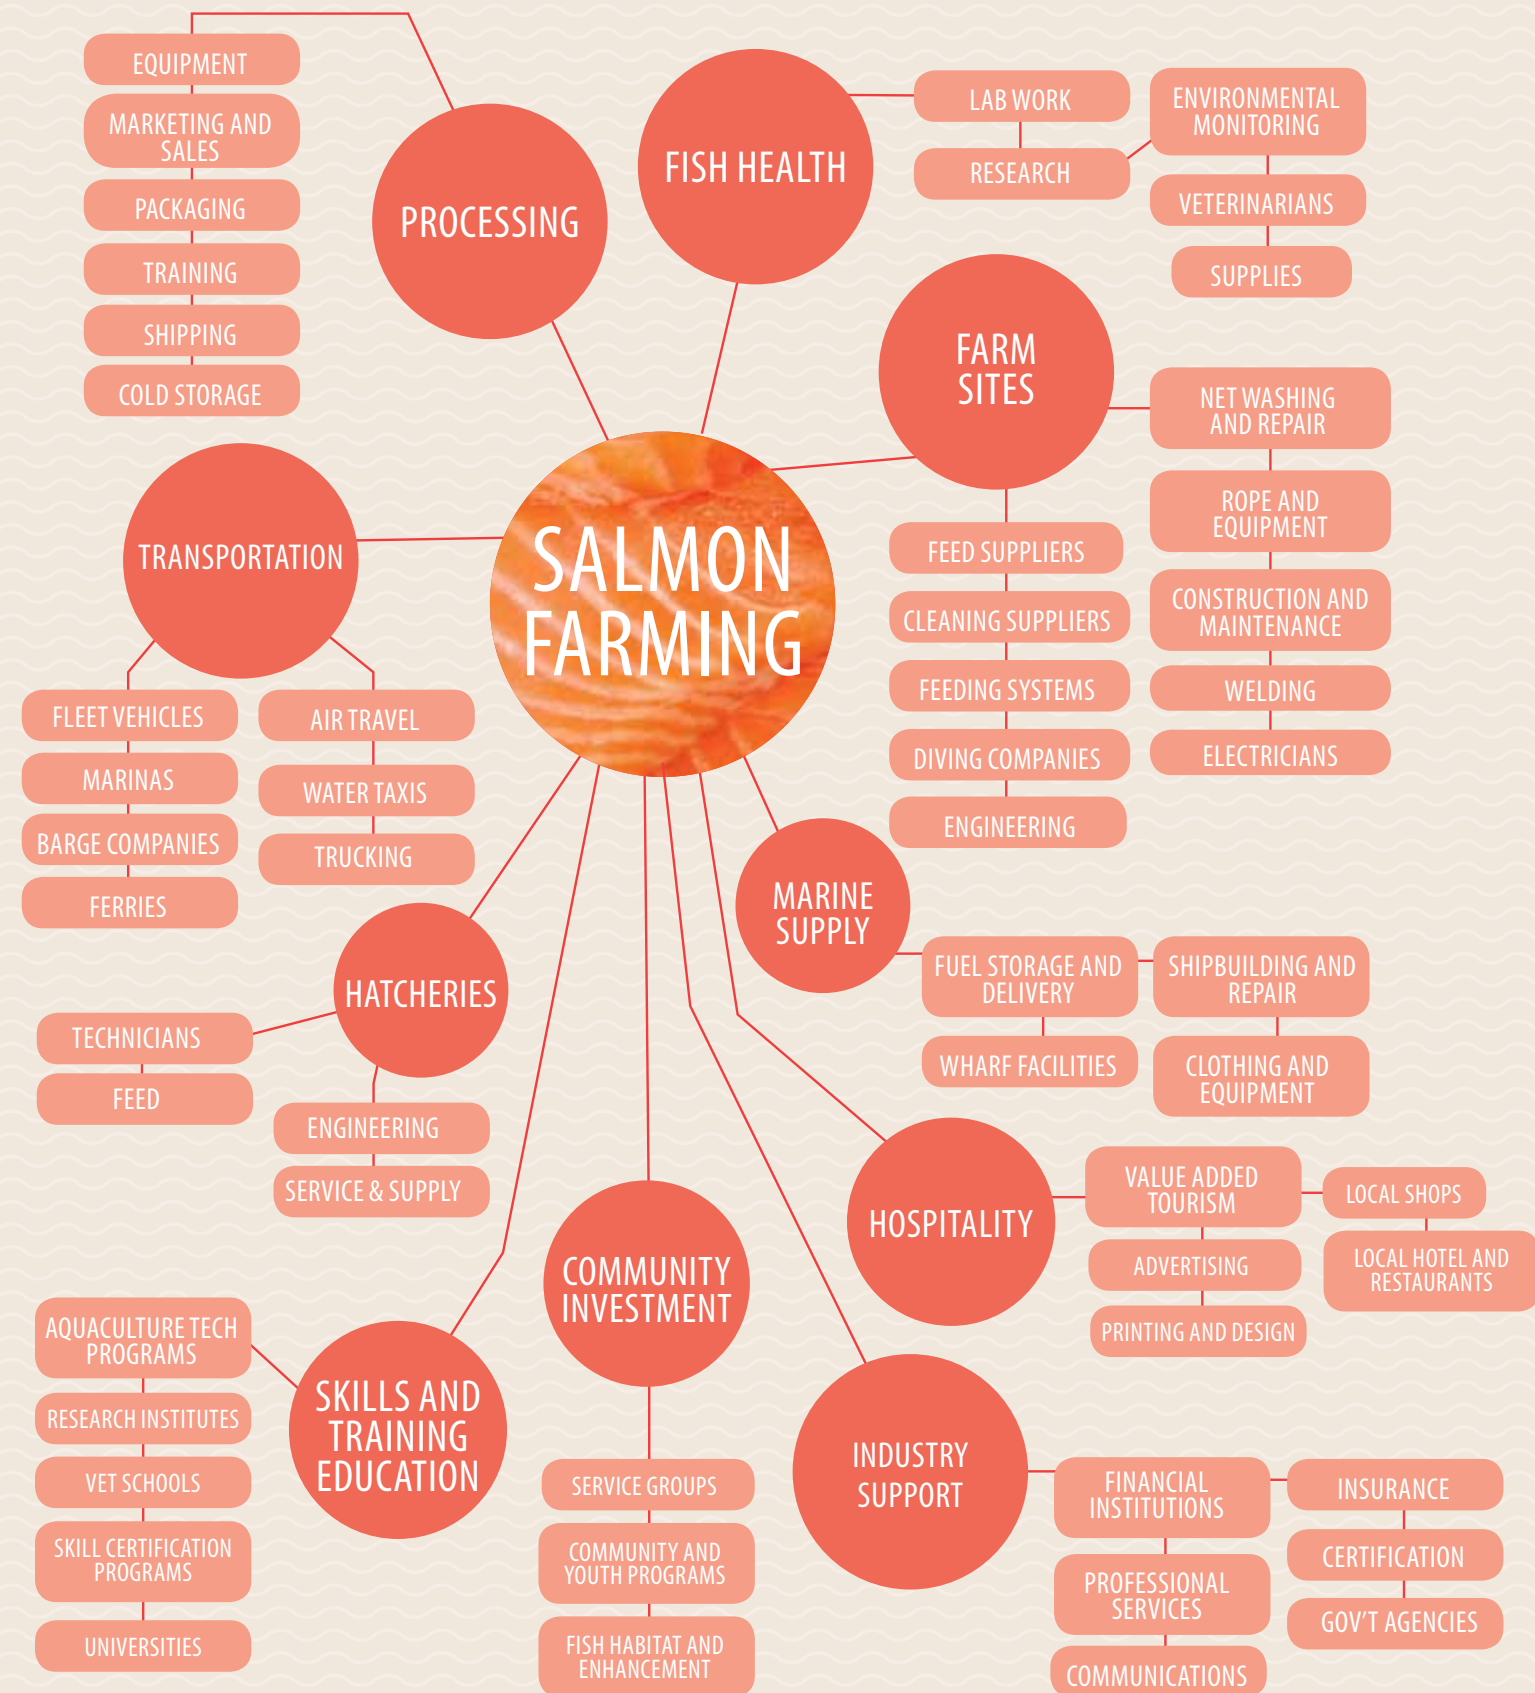 EQUIPMENT
MARKETING AND
SALES
PACKAGING
TRAINING
SHIPPING
COLD STORAGE
PROCESSING
FISH HEALTH
LAB WORK
RESEARCH
ENVIRONMENTAL
MONITORING
VETERINARIANS
SUPPLIES
FARM
SITES
NET WASHING
AND REPAIR
ROPE AND
EQUIPMENT
CONSTRUCTION AND
MAINTENANCE
WELDING
ELECTRICIANS
FEED SUPPLIERS
CLEANING SUPPLIERS
FEEDING SYSTEMS
DIVING COMPANIES
ENGINEERING
SALMON
FARMING
TRANSPORTATION
FLEET VEHICLES
MARINAS
BARGE COMPANIES
FERRIES
AIR TRAVEL
WATER TAXIS
TRUCKING
MARINE
SUPPLY
FUEL STORAGE AND
DELIVERY
WHARF FACILITIES
SHIPBUILDING AND
REPAIR
CLOTHING AND
EQUIPMENT
HATCHERIES
TECHNICIANS
FEED
ENGINEERING
SERVICE & SUPPLY
HOSPITALITY
VALUE ADDED
TOURISM
ADVERTISING
PRINTING AND DESIGN
LOCAL SHOPS
LOCAL HOTEL AND
RESTAURANTS
COMMUNITY
INVESTMENT
SERVICE GROUPS
COMMUNITY AND
YOUTH PROGRAMS
FISH HABITAT AND
ENHANCEMENT
SKILLS AND
TRAINING
EDUCATION
AQUACULTURE TECH
PROGRAMS
RESEARCH INSTITUTES
VET SCHOOLS
SKILL CERTIFICATION
PROGRAMS
UNIVERSITIES
INDUSTRY
SUPPORT
FINANCIAL
INSTITUTIONS
PROFESSIONAL
SERVICES
COMMUNICATIONS
INSURANCE
CERTIFICATION
GOV'T AGENCIES